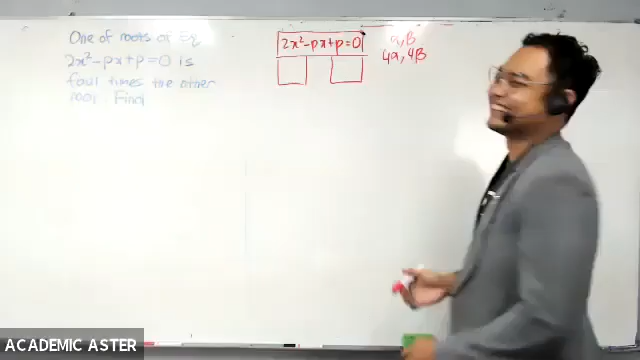 One of roots of Eq.
2x² - px + p = 0 is
four times the other
root. Find
2x² - px + p = 0
α, β
4α, 4β
ACADEMIC ASTER